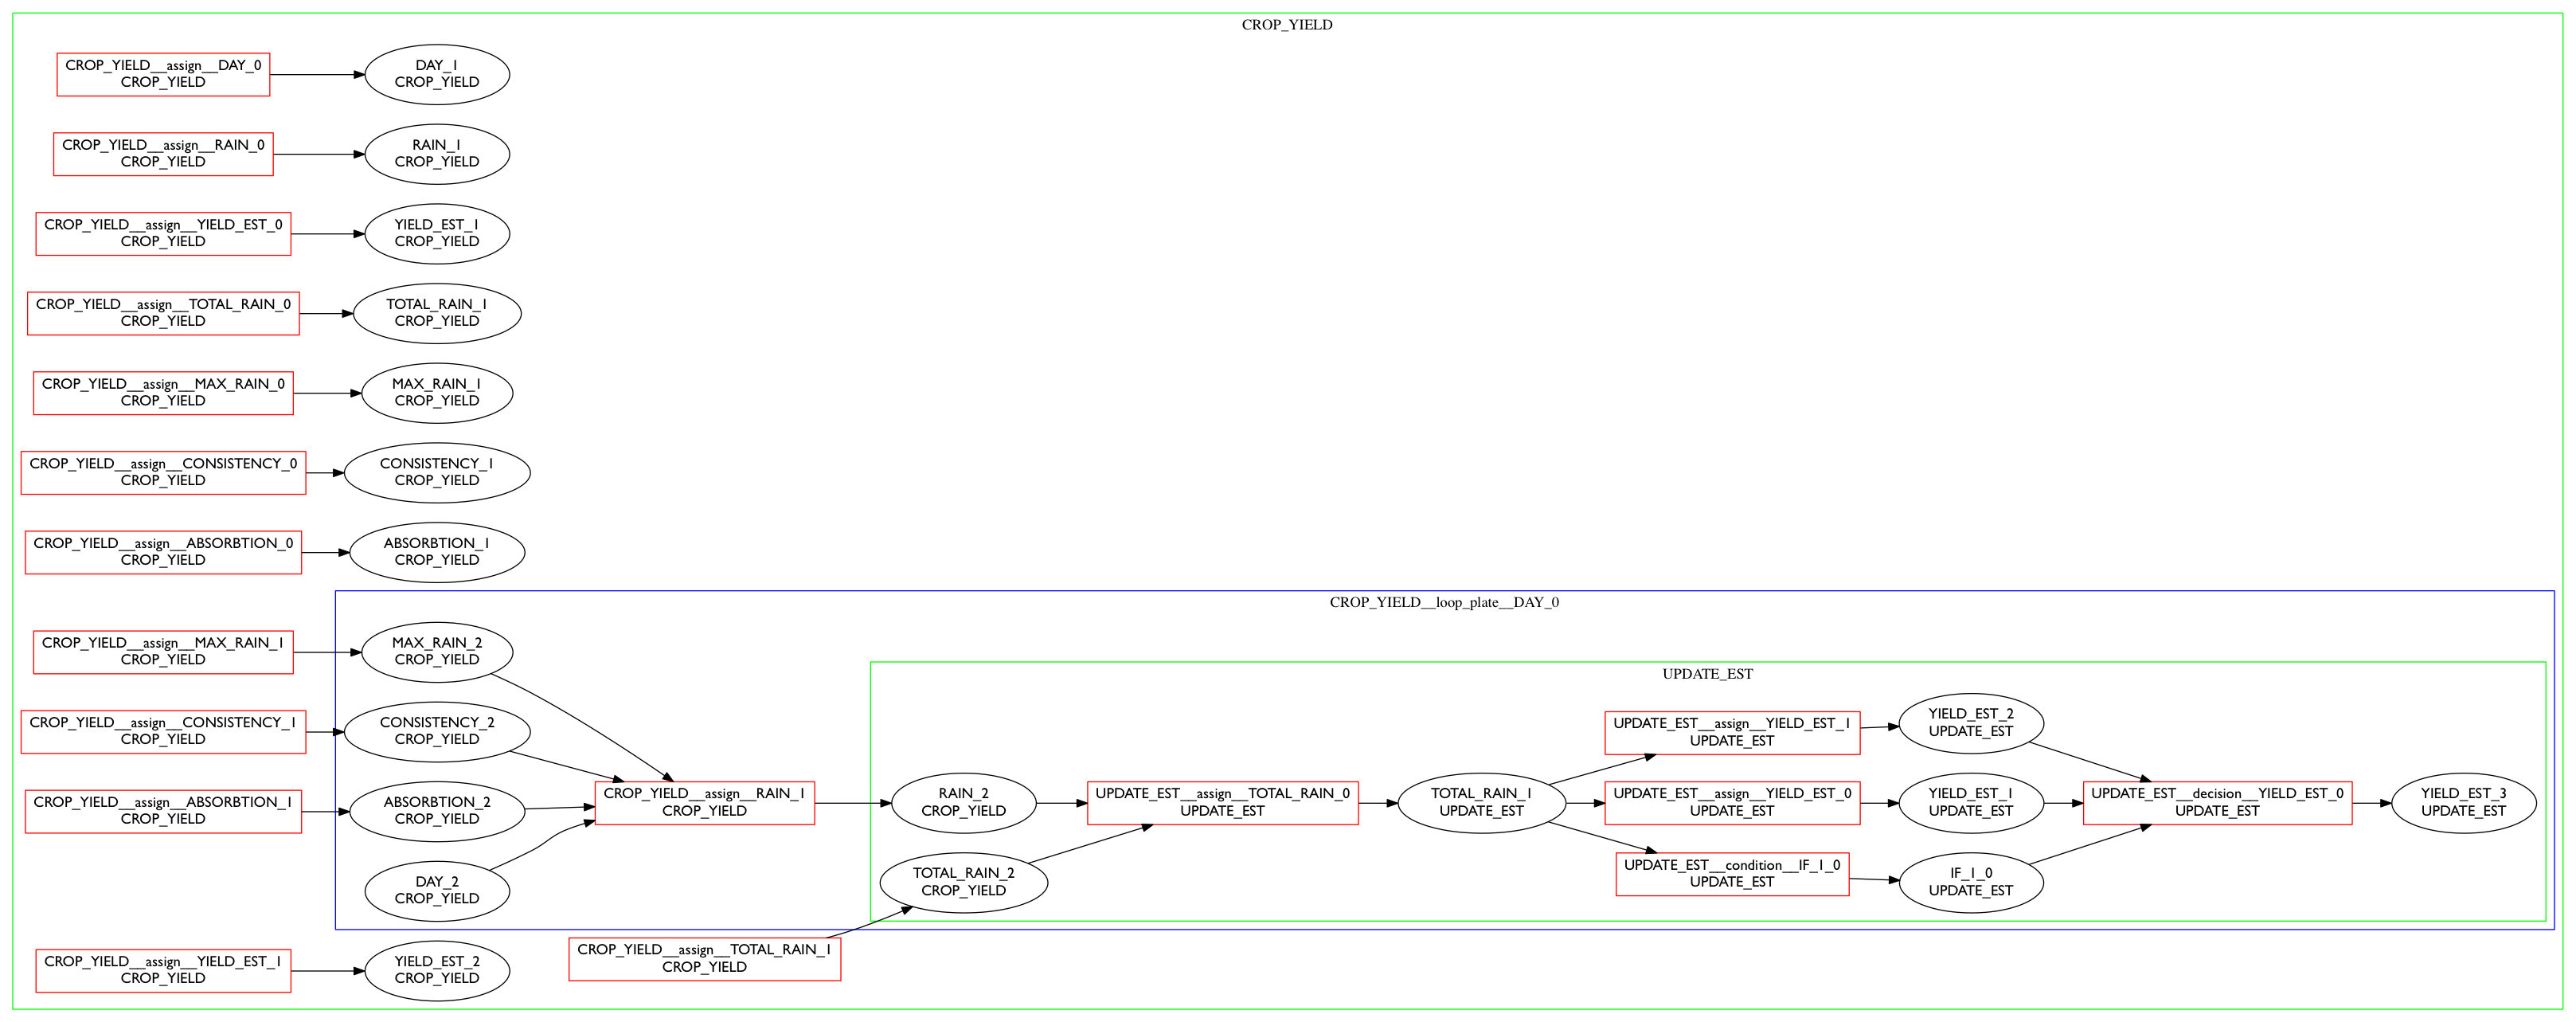 CROP_YIELD
CROP_YIELD__assign__DAY_0
CROP_YIELD
DAY_1
CROP_YIELD
CROP_YIELD__assign__RAIN_0
CROP_YIELD
RAIN_1
CROP_YIELD
CROP_YIELD__assign__YIELD_EST_0
CROP_YIELD
YIELD_EST_1
CROP_YIELD
CROP_YIELD__assign__TOTAL_RAIN_0
CROP_YIELD
TOTAL_RAIN_1
CROP_YIELD
CROP_YIELD__assign__MAX_RAIN_0
CROP_YIELD
MAX_RAIN_1
CROP_YIELD
CROP_YIELD__assign__CONSISTENCY_0
CROP_YIELD
CONSISTENCY_1
CROP_YIELD
CROP_YIELD__assign__ABSORBTION_0
CROP_YIELD
ABSORBTION_1
CROP_YIELD
CROP_YIELD__loop_plate__DAY_0
CROP_YIELD__assign__MAX_RAIN_1
CROP_YIELD
MAX_RAIN_2
CROP_YIELD
CROP_YIELD__assign__CONSISTENCY_1
CROP_YIELD
CONSISTENCY_2
CROP_YIELD
CROP_YIELD__assign__ABSORBTION_1
CROP_YIELD
ABSORBTION_2
CROP_YIELD
DAY_2
CROP_YIELD
CROP_YIELD__assign__RAIN_1
CROP_YIELD
UPDATE_EST
RAIN_2
CROP_YIELD
TOTAL_RAIN_2
CROP_YIELD
UPDATE_EST__assign__TOTAL_RAIN_0
UPDATE_EST
TOTAL_RAIN_1
UPDATE_EST
UPDATE_EST__assign__YIELD_EST_1
UPDATE_EST
YIELD_EST_2
UPDATE_EST
UPDATE_EST__assign__YIELD_EST_0
UPDATE_EST
YIELD_EST_1
UPDATE_EST
UPDATE_EST__condition__IF_1_0
UPDATE_EST
IF_1_0
UPDATE_EST
UPDATE_EST__decision__YIELD_EST_0
UPDATE_EST
YIELD_EST_3
UPDATE_EST
CROP_YIELD__assign__YIELD_EST_1
CROP_YIELD
YIELD_EST_2
CROP_YIELD
CROP_YIELD__assign__TOTAL_RAIN_1
CROP_YIELD